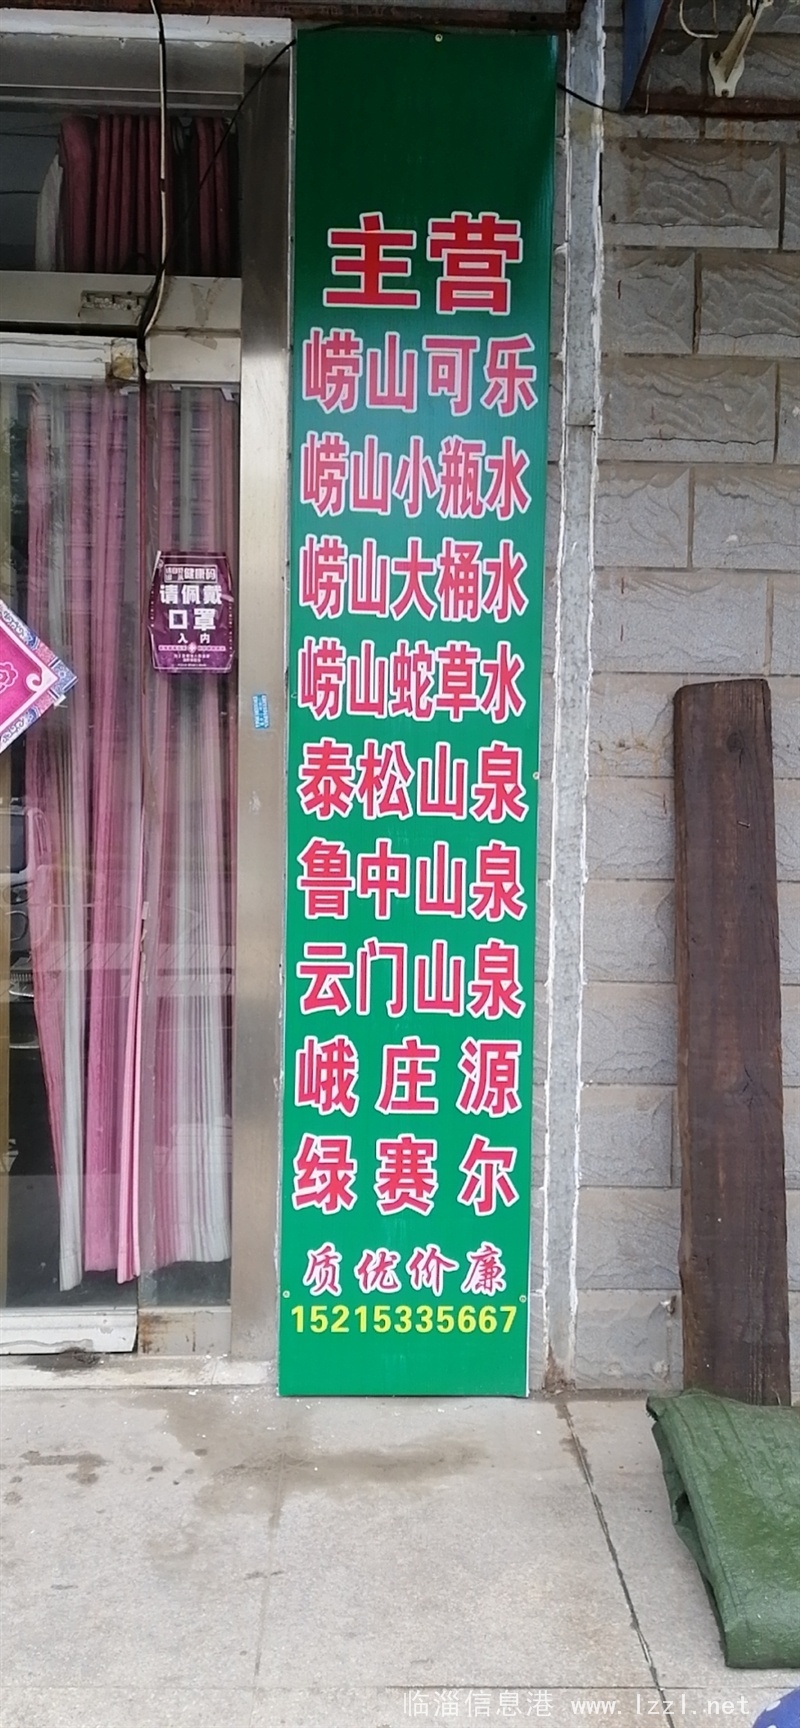 主营
崂山可乐
崂山小瓶水
崂山大桶水
崂山蛇草水
泰松山泉
鲁中山泉
云门山泉
峨庄源
绿赛尔
质优价廉
15215335667
健康码
请佩戴
口罩
入内
临淄信息港 www.lzzl.net